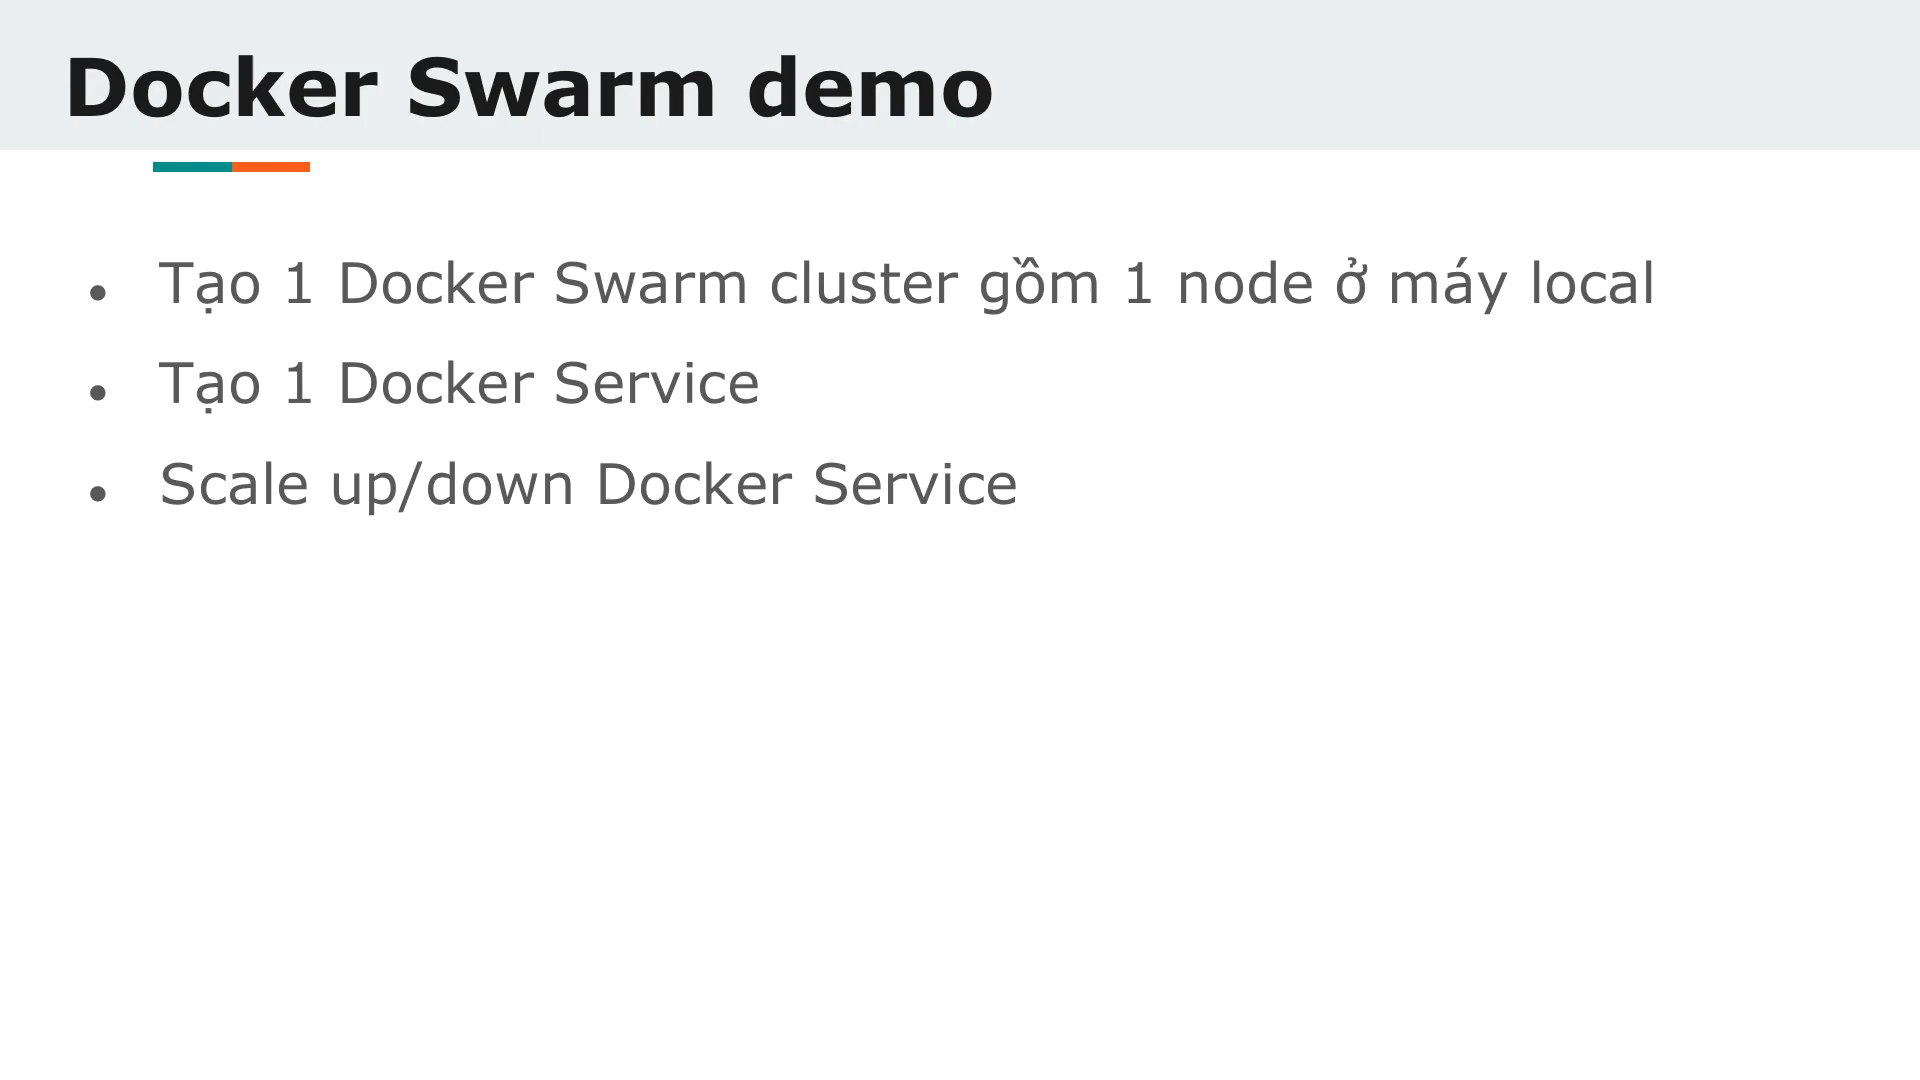 Docker Swarm demo
● Tạo 1 Docker Swarm cluster gồm 1 node ở máy local
● Tạo 1 Docker Service
● Scale up/down Docker Service